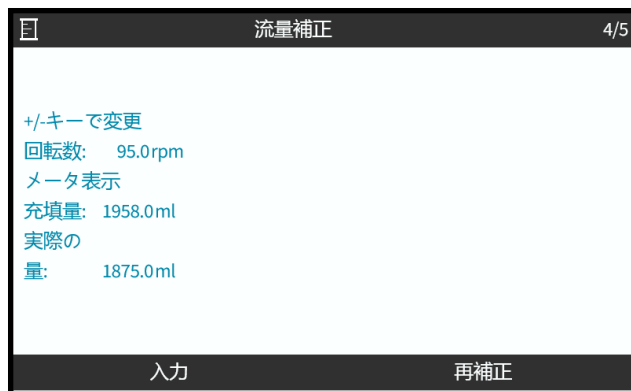 流量補正 4/5
+/-キーで変更
回転数: 95.0rpm
メータ表示
充填量: 1958.0ml
実際の
量: 1875.0ml
入力 再補正